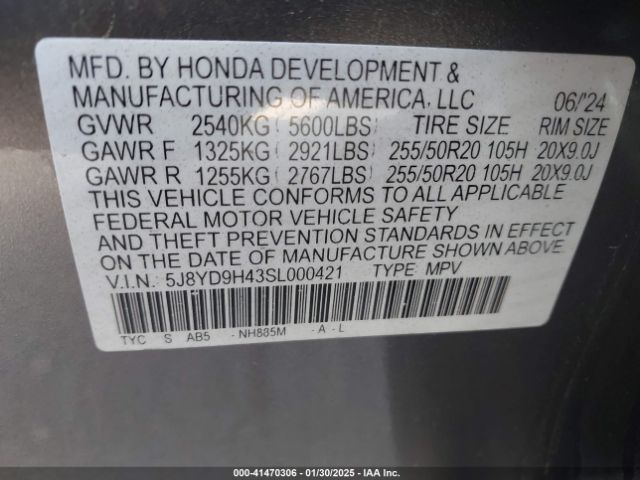 MFD. BY HONDA DEVELOPMENT &
MANUFACTURING OF AMERICA, LLC 06/'24
GVWR 2540KG (5600LBS) TIRE SIZE RIM SIZE
GAWR F 1325KG (2921LBS) 255/50R20 105H 20X9.0J
GAWR R 1255KG (2767LBS) 255/50R20 105H 20X9.0J
THIS VEHICLE CONFORMS TO ALL APPLICABLE
FEDERAL MOTOR VEHICLE SAFETY
AND THEFT PREVENTION STANDARDS IN EFFECT
ON THE DATE OF MANUFACTURE SHOWN ABOVE.
V.I.N.: 5J8YD9H43SL000421 TYPE: MPV
TYC S AB5 -NH885M -A-L
000-41470306 - 01/30/2025 - IAA Inc.